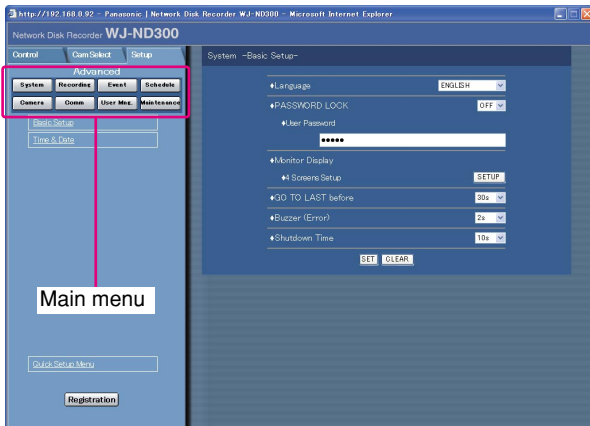 http://192.168.0.92 - Panasonic | Network Disk Recorder WJ-ND300 - Microsoft Internet Explorer
Network Disk Recorder WJ-ND300
Control Cam Select Setup
Advanced
System Recording Event Schedule
Camera Comm User Mng. Maintenance
Basic Setup
Time & Date
Main menu
Quick Setup Menu
Registration
System -Basic Setup-
♦Language ENGLISH
♦PASSWORD LOCK OFF
♦User Password
●●●●●
♦Monitor Display
♦4 Screens Setup SETUP
♦GO TO LAST before 30s
♦Buzzer (Error) 2s
♦Shutdown Time 10s
SET CLEAR